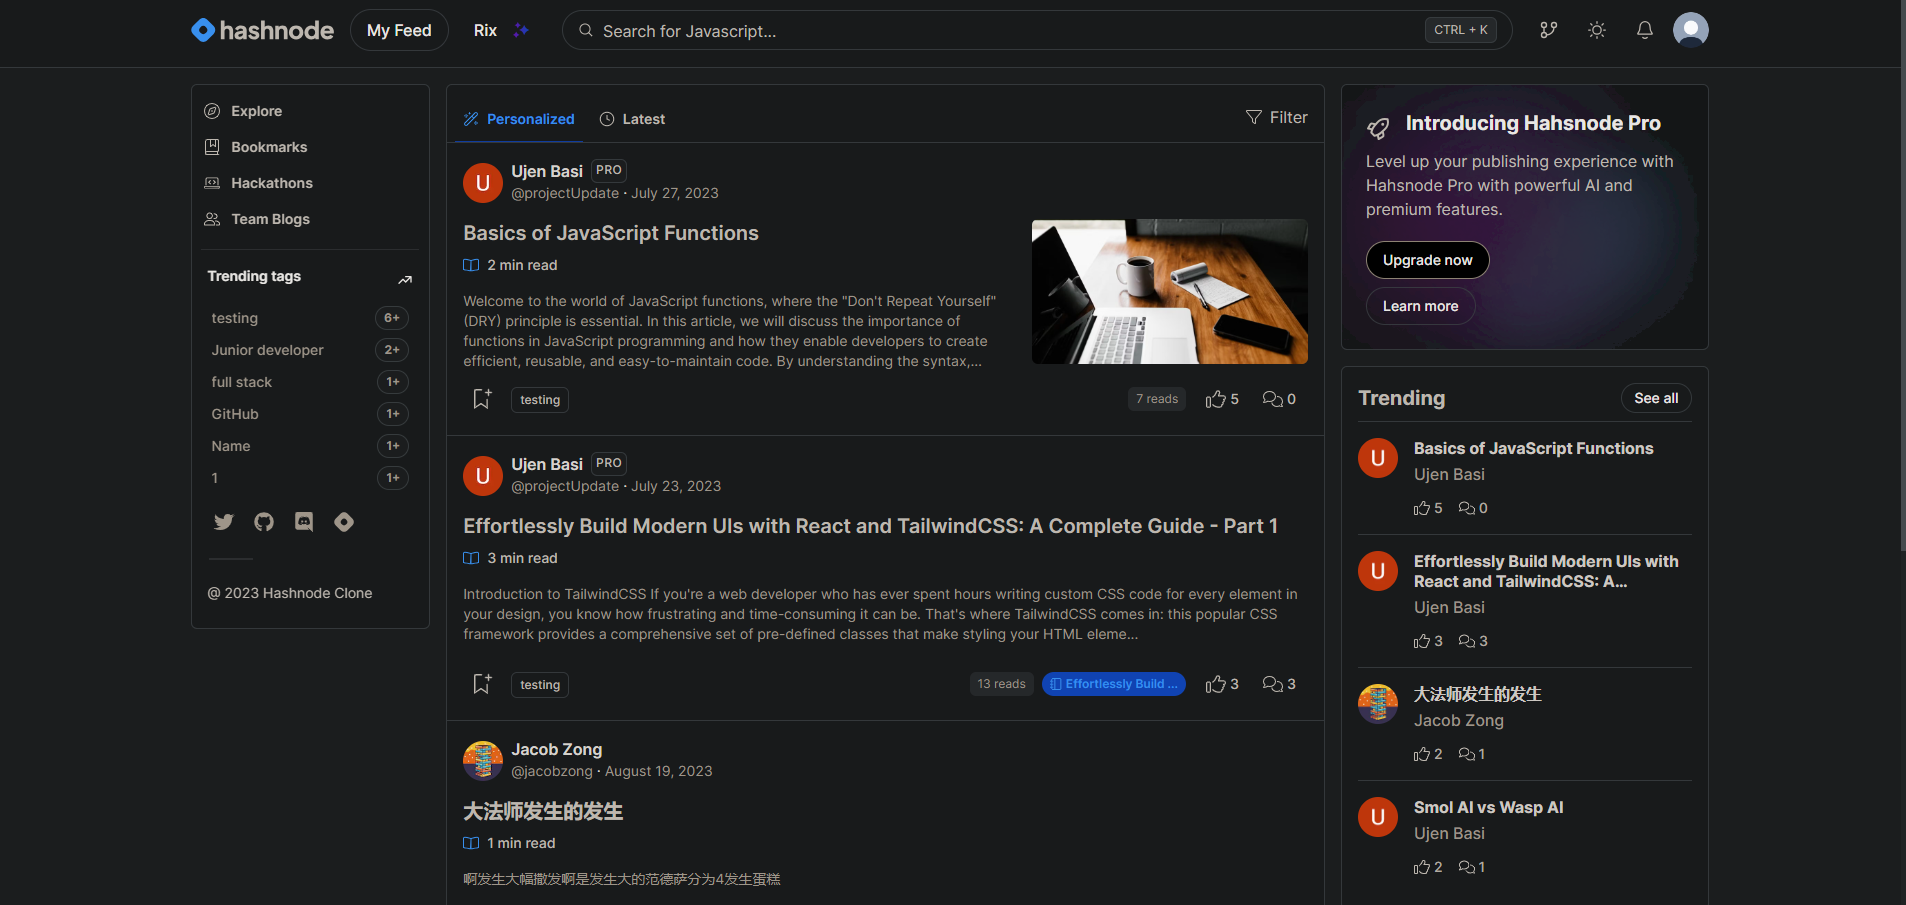 hashnode
My Feed
Rix
Search for Javascript...
CTRL + K
Explore
Bookmarks
Hackathons
Team Blogs
Trending tags
testing 6+
Junior developer 2+
full stack 1+
GitHub 1+
Name 1+
1 1+
@ 2023 Hashnode Clone
Personalized
Latest
Filter
U
Ujen Basi PRO
@projectUpdate · July 27, 2023
Basics of JavaScript Functions
2 min read
Welcome to the world of JavaScript functions, where the "Don't Repeat Yourself"
(DRY) principle is essential. In this article, we will discuss the importance of
functions in JavaScript programming and how they enable developers to create
efficient, reusable, and easy-to-maintain code. By understanding the syntax,...
testing
7 reads
5
0
U
Ujen Basi PRO
@projectUpdate · July 23, 2023
Effortlessly Build Modern UIs with React and TailwindCSS: A Complete Guide - Part 1
3 min read
Introduction to TailwindCSS If you're a web developer who has ever spent hours writing custom CSS code for every element in
your design, you know how frustrating and time-consuming it can be. That's where TailwindCSS comes in: this popular CSS
framework provides a comprehensive set of pre-defined classes that make styling your HTML eleme...
testing
13 reads
Effortlessly Build ...
3
3
Jacob Zong
@jacobzong · August 19, 2023
大法师发生的发生
1 min read
啊发生大幅撒发啊是发生大的范德萨分为4发生蛋糕
Introducing Hahsnode Pro
Level up your publishing experience with
Hahsnode Pro with powerful AI and
premium features.
Upgrade now
Learn more
Trending
See all
U
Basics of JavaScript Functions
Ujen Basi
5
0
U
Effortlessly Build Modern UIs with
React and TailwindCSS: A...
Ujen Basi
3
3
大法师发生的发生
Jacob Zong
2
1
U
Smol AI vs Wasp AI
Ujen Basi
2
1